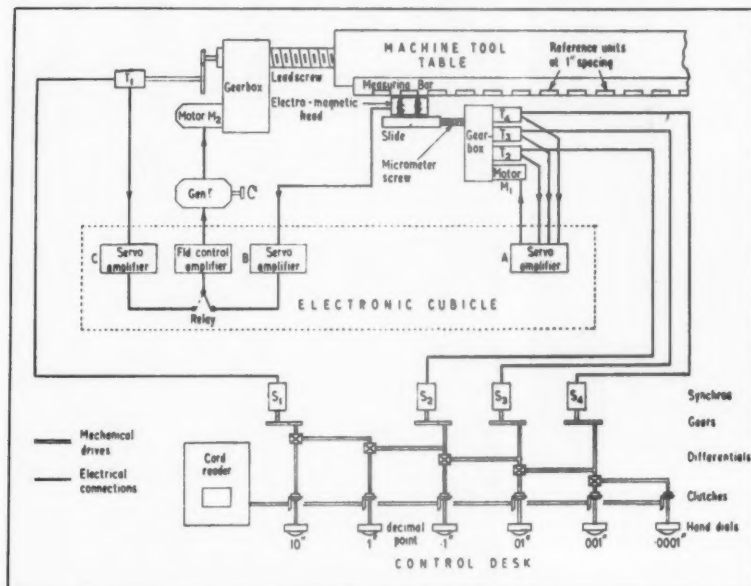 MACHINE TOOL
TABLE
Reference units
at 1" spacing
T1
Gearbox
Leadscrew
Measuring Bar
Electro-magnetic
head
Motor M2
Slide
Gear-
box
T4
T3
T2
Motor
M1
Micrometer
screw
Gen r
C
Servo
amplifier
Fld control
amplifier
B
Servo
amplifier
A
Servo
amplifier
Relay
ELECTRONIC CUBICLE
S1
S2
S3
S4
Synchros
Gears
Mechanical
drives
Electrical
connections
Card
reader
Differentials
Clutches
Hand dials
10"
1"
decimal
point
·1"
·01"
·001"
·0001"
CONTROL DESK